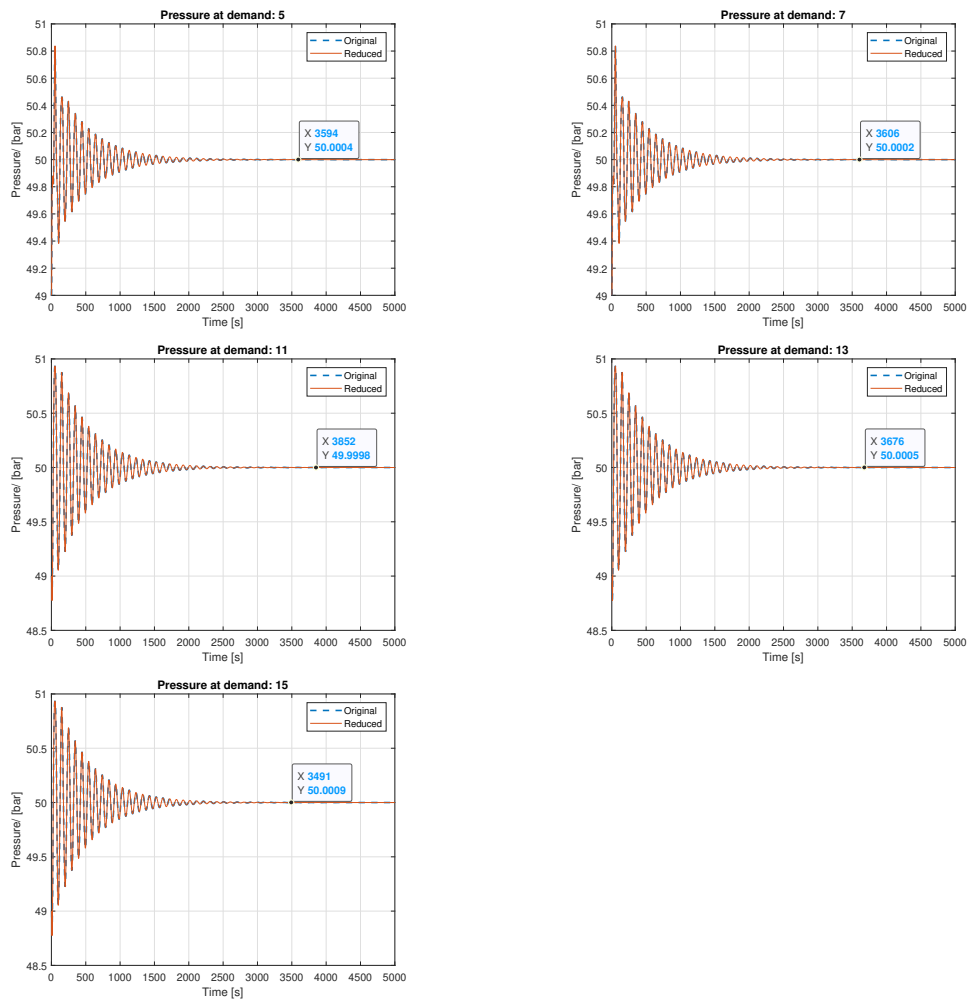 Pressure at demand: 5
51
50.8
50.6
50.4
50.2
50
49.8
49.6
49.4
49.2
49
Pressure/ [bar]
Original
Reduced
X 3594
Y 50.0004
0 500 1000 1500 2000 2500 3000 3500 4000 4500 5000
Time [s]
Pressure at demand: 7
51
50.8
50.6
50.4
50.2
50
49.8
49.6
49.4
49.2
49
Pressure/ [bar]
Original
Reduced
X 3606
Y 50.0002
0 500 1000 1500 2000 2500 3000 3500 4000 4500 5000
Time [s]
Pressure at demand: 11
51
50.5
50
49.5
49
48.5
Pressure/ [bar]
Original
Reduced
X 3852
Y 49.9998
0 500 1000 1500 2000 2500 3000 3500 4000 4500 5000
Time [s]
Pressure at demand: 13
51
50.5
50
49.5
49
48.5
Pressure/ [bar]
Original
Reduced
X 3676
Y 50.0005
0 500 1000 1500 2000 2500 3000 3500 4000 4500 5000
Time [s]
Pressure at demand: 15
51
50.5
50
49.5
49
48.5
Pressure/ [bar]
Original
Reduced
X 3491
Y 50.0009
0 500 1000 1500 2000 2500 3000 3500 4000 4500 5000
Time [s]